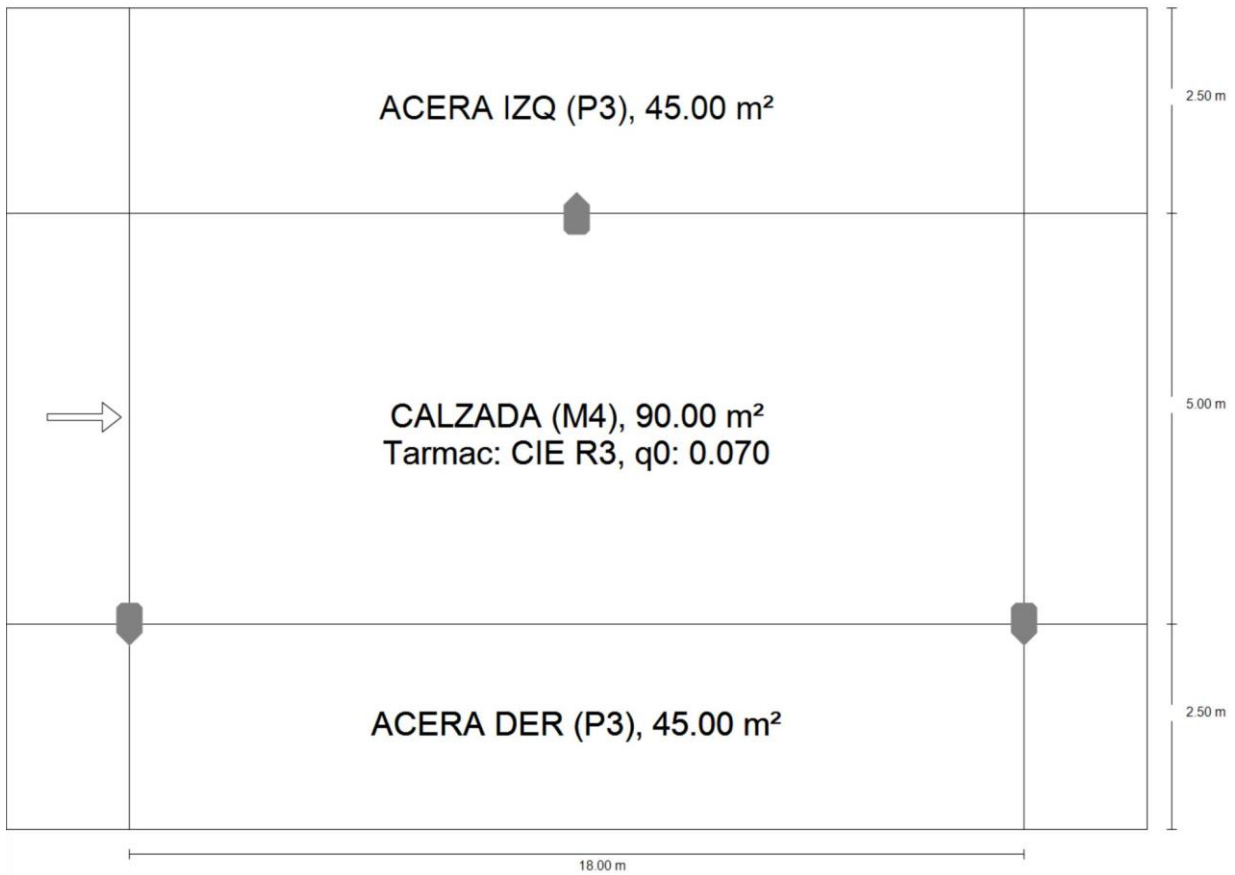 ACERA IZQ (P3), 45.00 m²
2.50 m
CALZADA (M4), 90.00 m²
Tarmac: CIE R3, q0: 0.070
5.00 m
ACERA DER (P3), 45.00 m²
2.50 m
18.00 m